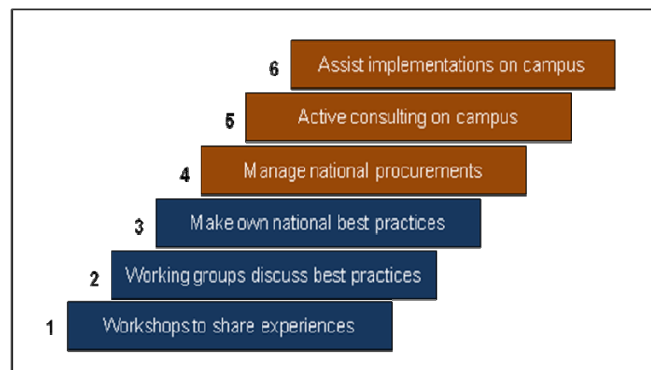 6 Assist implementations on campus
5 Active consulting on campus
4 Manage national procurements
3 Make own national best practices
2 Working groups discuss best practices
1 Workshops to share experiences